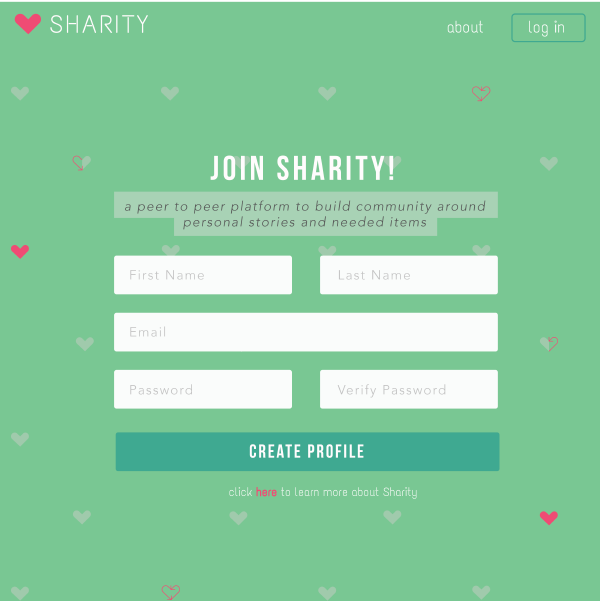 SHARITY
about
log in
JOIN SHARITY!
a peer to peer platform to build community around
personal stories and needed items
First Name
Last Name
Email
Password
Verify Password
CREATE PROFILE
click here to learn more about Sharity